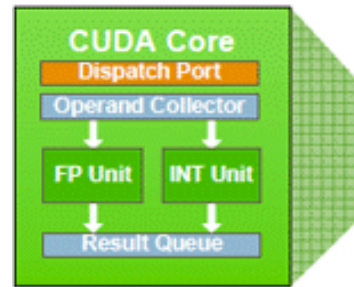 CUDA Core
Dispatch Port
Operand Collector
FP Unit
INT Unit
Result Queue